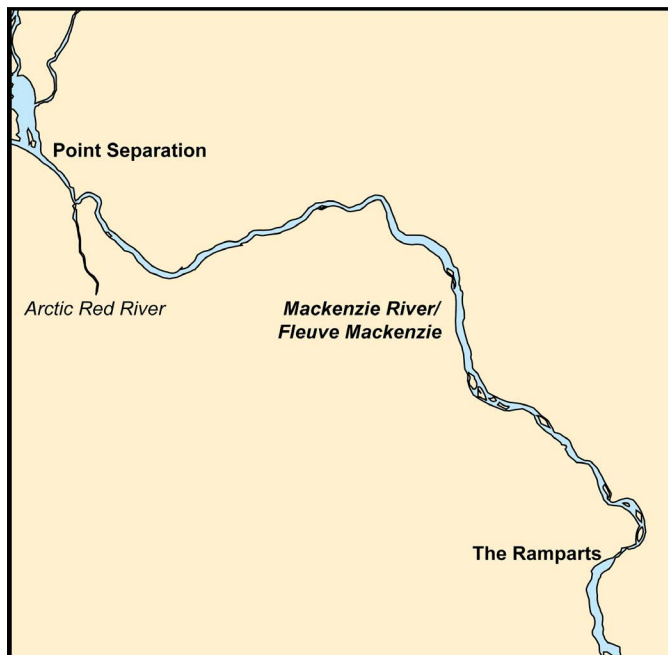 Point Separation
Arctic Red River
Mackenzie River/
Fleuve Mackenzie
The Ramparts